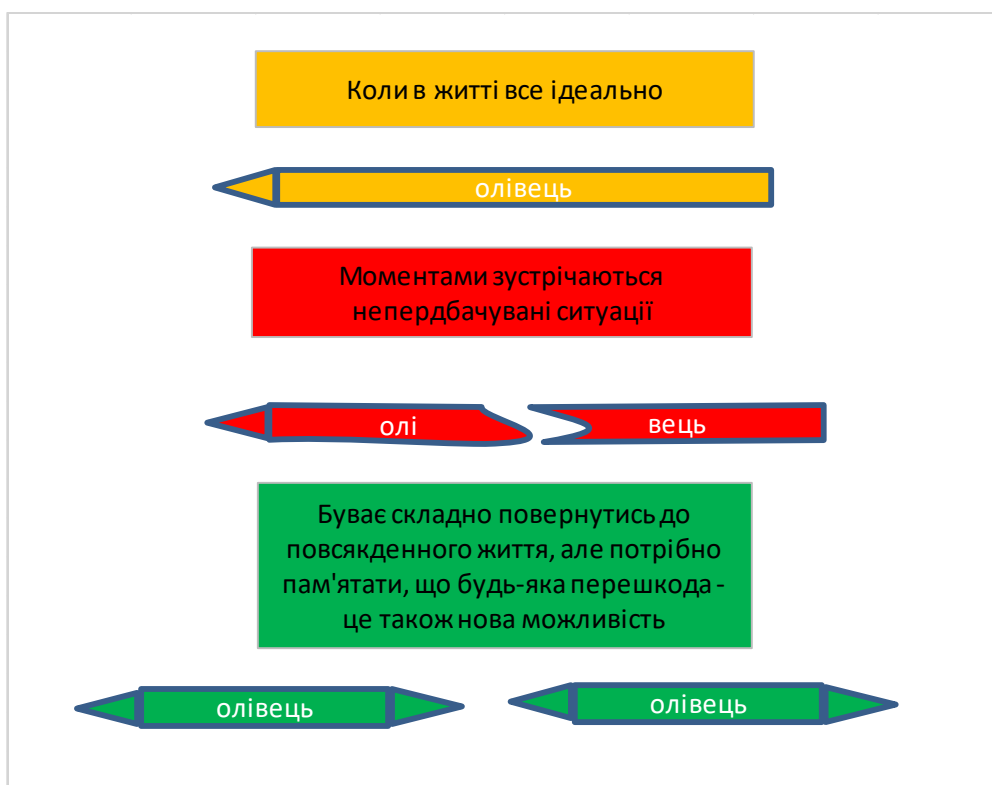 Коли в житті все ідеально
олівець
Моментами зустрічаються
непердбачувані ситуації
олі вець
Буває складно повернутись до
повсякденного життя, але потрібно
пам'ятати, що будь-яка перешкода -
це також нова можливість
олівець олівець